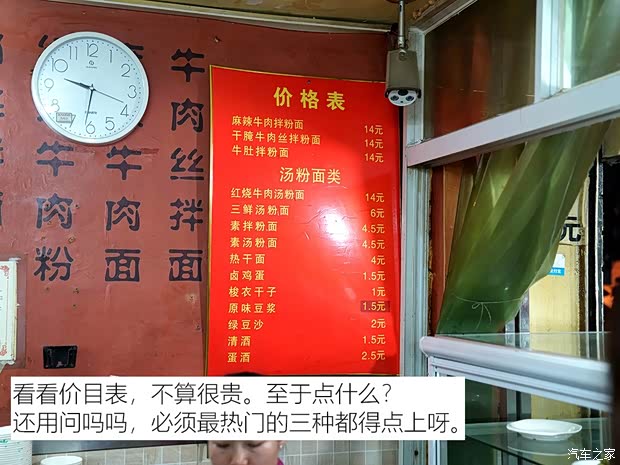 价格表
麻辣牛肉拌粉面 14元
干腌牛肉丝拌粉面 14元
牛肚拌粉面 14元
汤粉面类
红烧牛肉汤粉面 14元
三鲜汤粉面 6元
素拌粉面 4.5元
素汤粉面 4.5元
热干面 4元
卤鸡蛋 1.5元
梭衣干子 1元
原味豆浆 1.5元
绿豆沙 2元
清酒 1.5元
蛋酒 2.5元
牛肉丝拌面
牛肉面
粉
元
看看价目表，不算很贵。至于点什么？
还用问吗吗，必须最热门的三种都得点上呀。
汽车之家